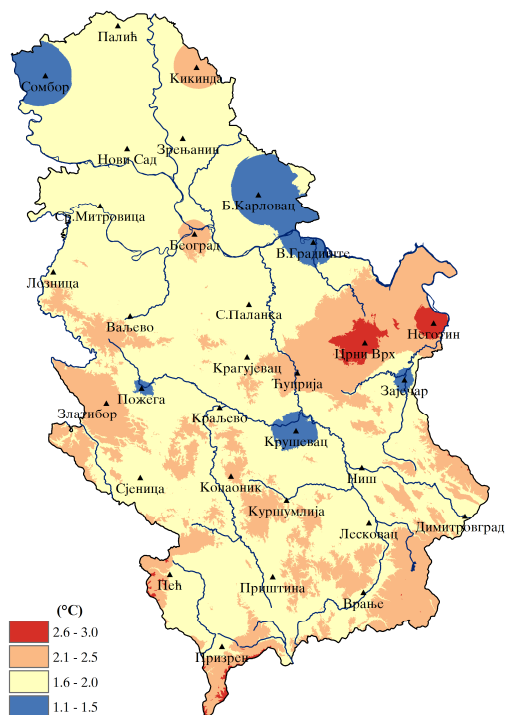 Палић
Кикинда
Сомбор
Зрењанин
Нови Сад
Б.Карловац
Ср.Митровица
Београд
В.Градиште
Лозница
С.Паланка
Ваљево
Неготин
Црни Врх
Крагујевац
Ћуприја
Зајечар
Пожега
Златибор
Краљево
Крушевац
Ниш
Сјеница
Копаоник
Куршумлија
Лесковац
Димитровград
Пећ
Приштина
Врање
Призрен
(°C)
2.6 - 3.0
2.1 - 2.5
1.6 - 2.0
1.1 - 1.5